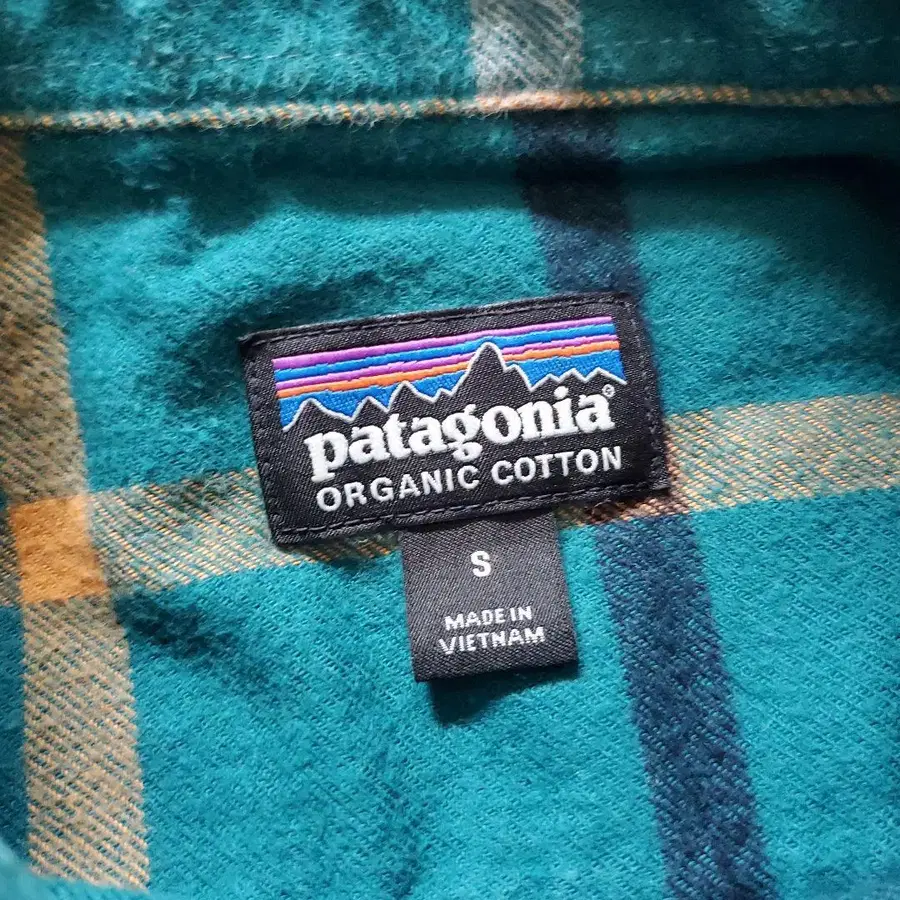 patagonia®
ORGANIC COTTON
S
MADE IN
VIETNAM